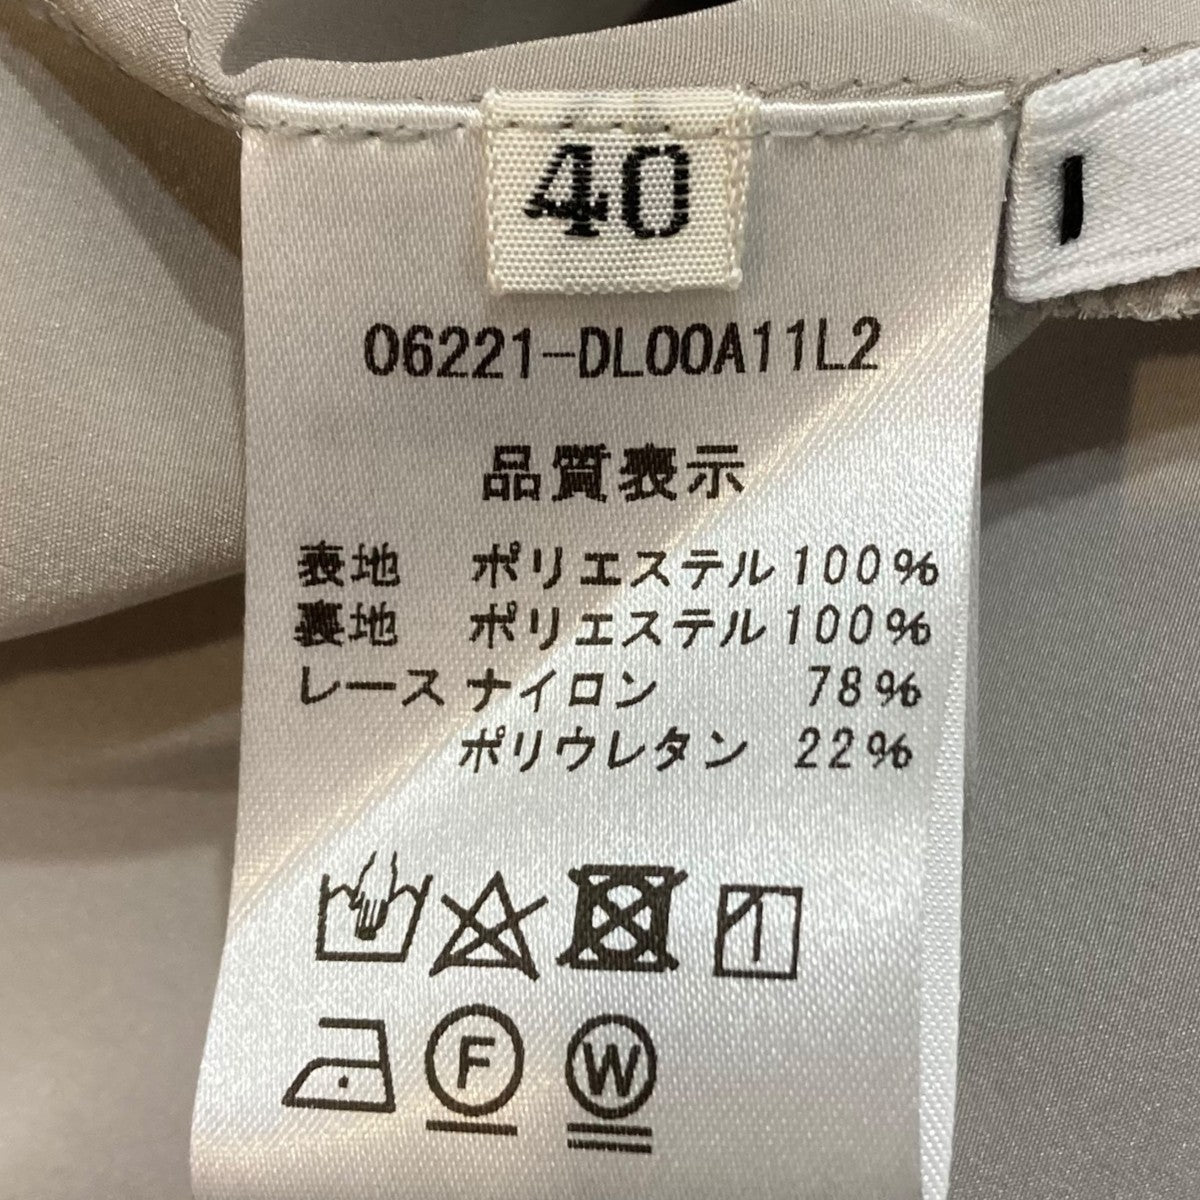 40
06221-DL00A11L2
品質表示
表地 ポリエステル100%
裏地 ポリエステル100%
レース ナイロン 78%
ポリウレタン 22%
F
W